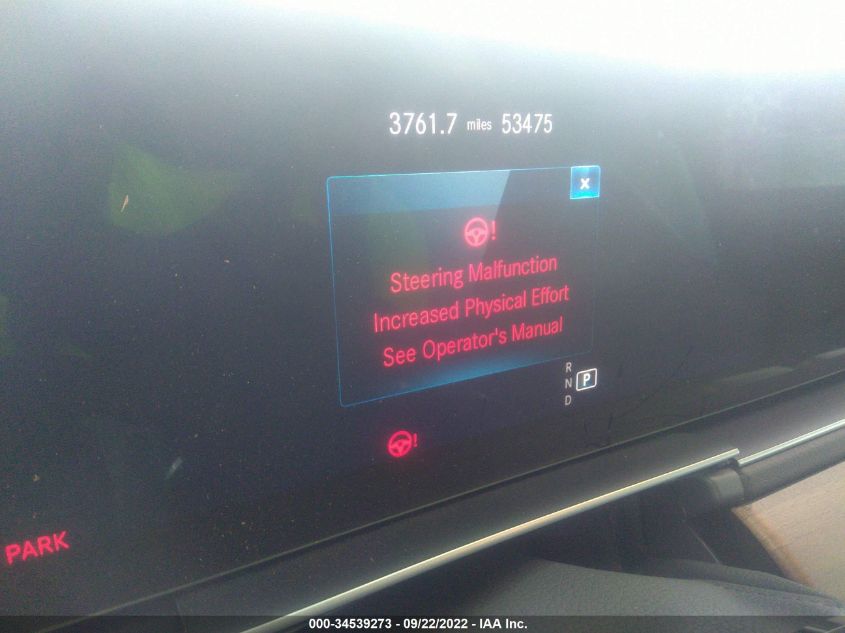 3761.7 miles 53475
x
!
Steering Malfunction
Increased Physical Effort
See Operator's Manual
R
N P
D
!
PARK
000-34539273 - 09/22/2022 - IAA Inc.